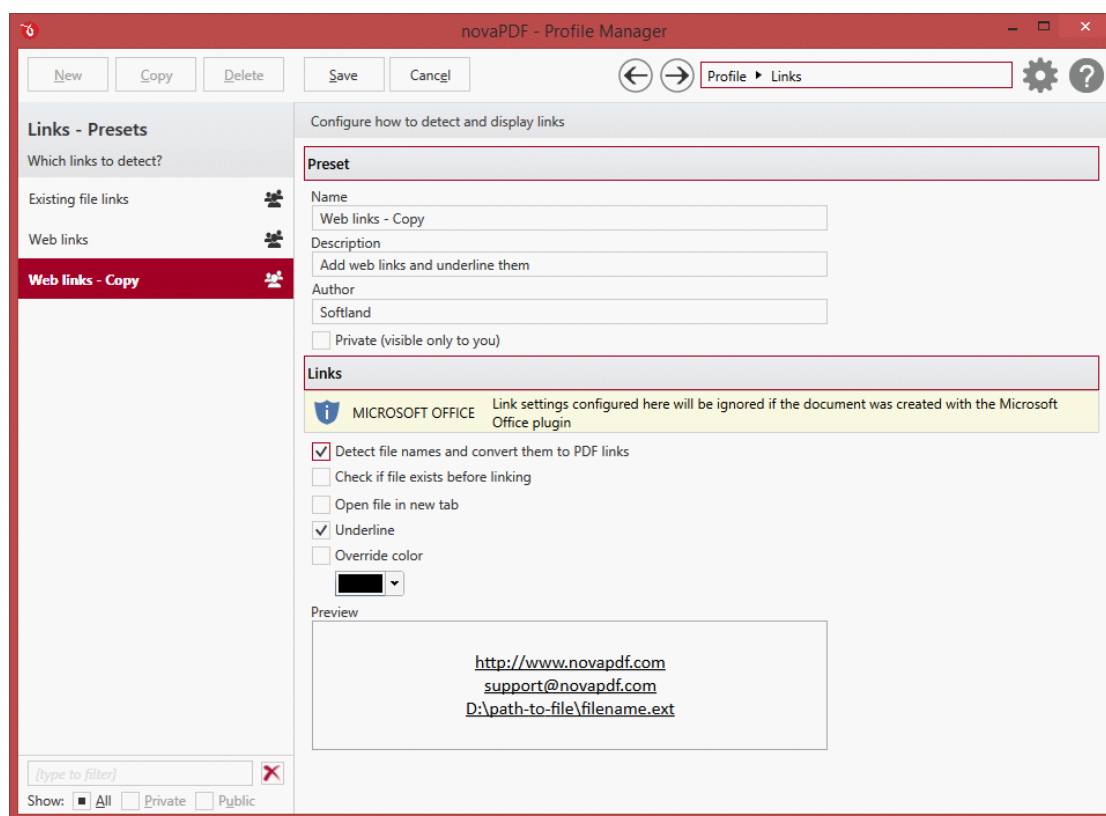 novaPDF - Profile Manager
New Copy Delete Save Cancel Profile Links
Links - Presets
Which links to detect?
Existing file links
Web links
Web links - Copy
[type to filter]
Show: All Private Public
Configure how to detect and display links
Preset
Name
Web links - Copy
Description
Add web links and underline them
Author
Softland
Private (visible only to you)
Links
MICROSOFT OFFICE Link settings configured here will be ignored if the document was created with the Microsoft
Office plugin
Detect file names and convert them to PDF links
Check if file exists before linking
Open file in new tab
Underline
Override color
Preview
http://www.novapdf.com
support@novapdf.com
D:\path-to-file\filename.ext